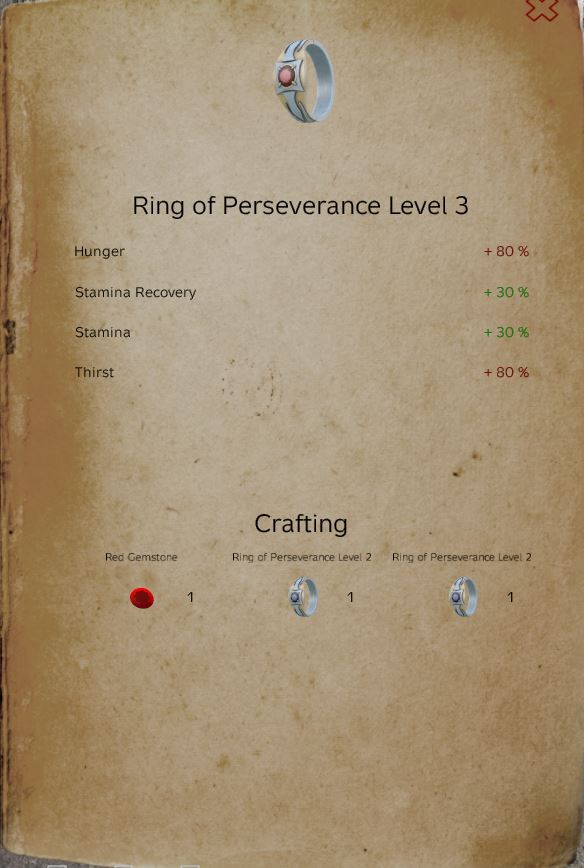 Ring of Perseverance Level 3
Hunger + 80 %
Stamina Recovery + 30 %
Stamina + 30 %
Thirst + 80 %
Crafting
Red Gemstone Ring of Perseverance Level 2 Ring of Perseverance Level 2
1 1 1